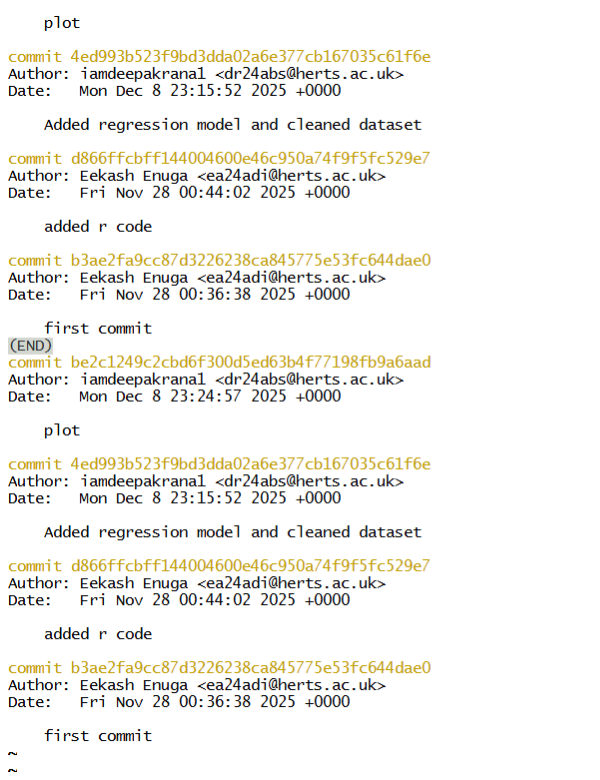 plot
commit 4ed993b523f9bd3dda02a6e377cb167035c61f6e
Author: iamdeepakrana1 <dr24abs@herts.ac.uk>
Date:   Mon Dec 8 23:15:52 2025 +0000
Added regression model and cleaned dataset
commit d866ffcbff144004600e46c950a74f9f5fc529e7
Author: Eekash Enuga <ea24adi@herts.ac.uk>
Date:   Fri Nov 28 00:44:02 2025 +0000
added r code
commit b3ae2fa9cc87d3226238ca845775e53fc644dae0
Author: Eekash Enuga <ea24adi@herts.ac.uk>
Date:   Fri Nov 28 00:36:38 2025 +0000
first commit
(END)
commit be2c1249c2cbd6f300d5ed63b4f77198fb9a6aad
Author: iamdeepakrana1 <dr24abs@herts.ac.uk>
Date:   Mon Dec 8 23:24:57 2025 +0000
plot
commit 4ed993b523f9bd3dda02a6e377cb167035c61f6e
Author: iamdeepakrana1 <dr24abs@herts.ac.uk>
Date:   Mon Dec 8 23:15:52 2025 +0000
Added regression model and cleaned dataset
commit d866ffcbff144004600e46c950a74f9f5fc529e7
Author: Eekash Enuga <ea24adi@herts.ac.uk>
Date:   Fri Nov 28 00:44:02 2025 +0000
added r code
commit b3ae2fa9cc87d3226238ca845775e53fc644dae0
Author: Eekash Enuga <ea24adi@herts.ac.uk>
Date:   Fri Nov 28 00:36:38 2025 +0000
first commit
~
~